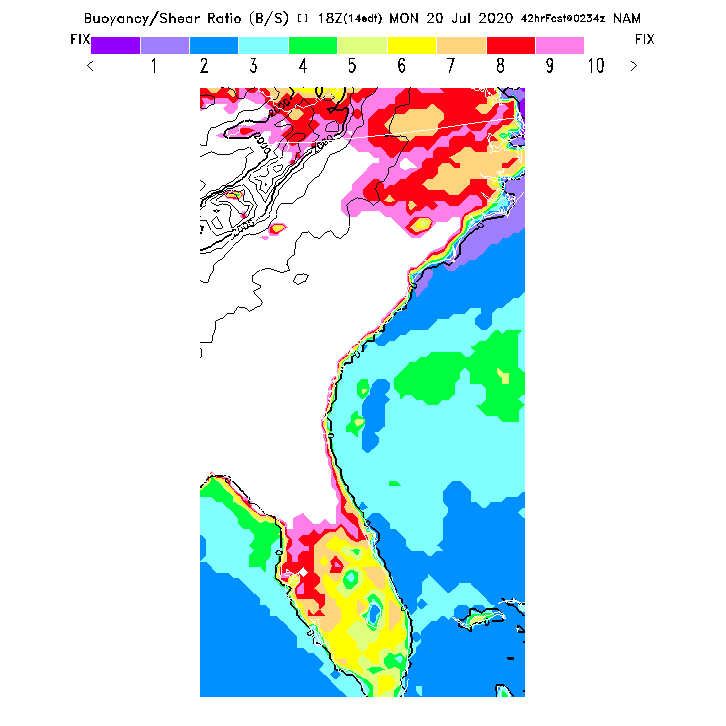 Buoyancy/Shear Ratio (B/S) [] 18Z(14edt) MON 20 Jul 2020 42hrFcst@0234z NAM
FIX FIX
< 1 2 3 4 5 6 7 8 9 10 >